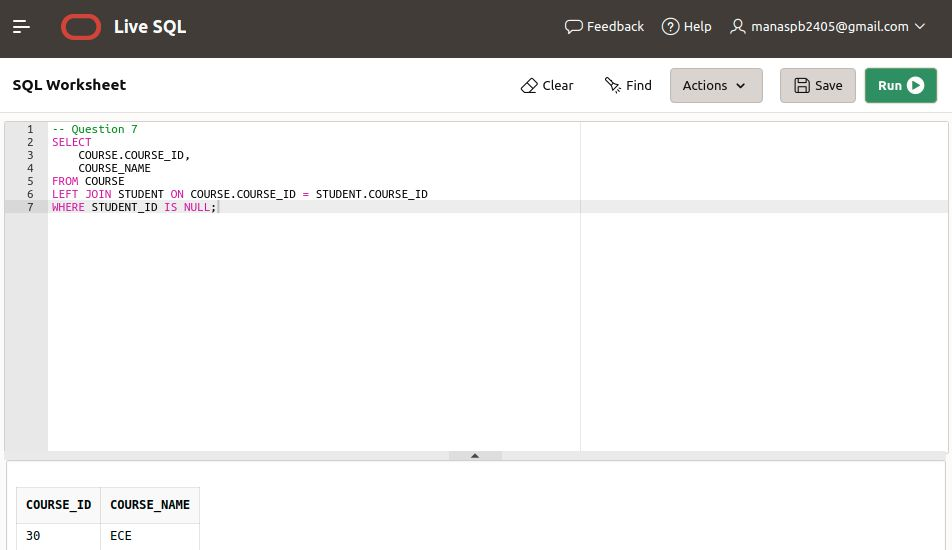 Live SQL Feedback Help manaspb2405@gmail.com
SQL Worksheet Clear Find Actions Save Run
1 -- Question 7
2 SELECT
3     COURSE.COURSE_ID,
4     COURSE_NAME
5 FROM COURSE
6 LEFT JOIN STUDENT ON COURSE.COURSE_ID = STUDENT.COURSE_ID
7 WHERE STUDENT_ID IS NULL;
COURSE_ID COURSE_NAME
30 ECE